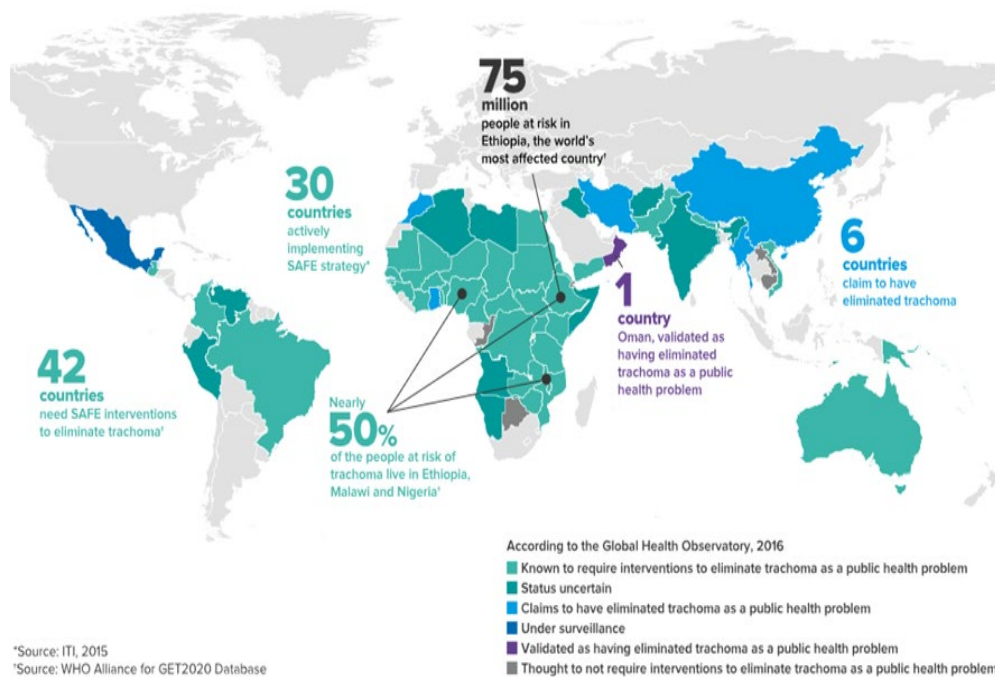 75
million
people at risk in
Ethiopia, the world's
most affected country†
30
countries
actively
implementing
SAFE strategy*
6
countries
claim to have
eliminated trachoma
1
country
Oman, validated as
having eliminated
trachoma as a public
health problem
42
countries
need SAFE interventions
to eliminate trachoma†
Nearly
50%
of the people at risk of
trachoma live in Ethiopia,
Malawi and Nigeria†
According to the Global Health Observatory, 2016
Known to require interventions to eliminate trachoma as a public health problem
Status uncertain
Claims to have eliminated trachoma as a public health problem
Under surveillance
Validated as having eliminated trachoma as a public health problem
Thought to not require interventions to eliminate trachoma as a public health problem
*Source: ITI, 2015
†Source: WHO Alliance for GET2020 Database